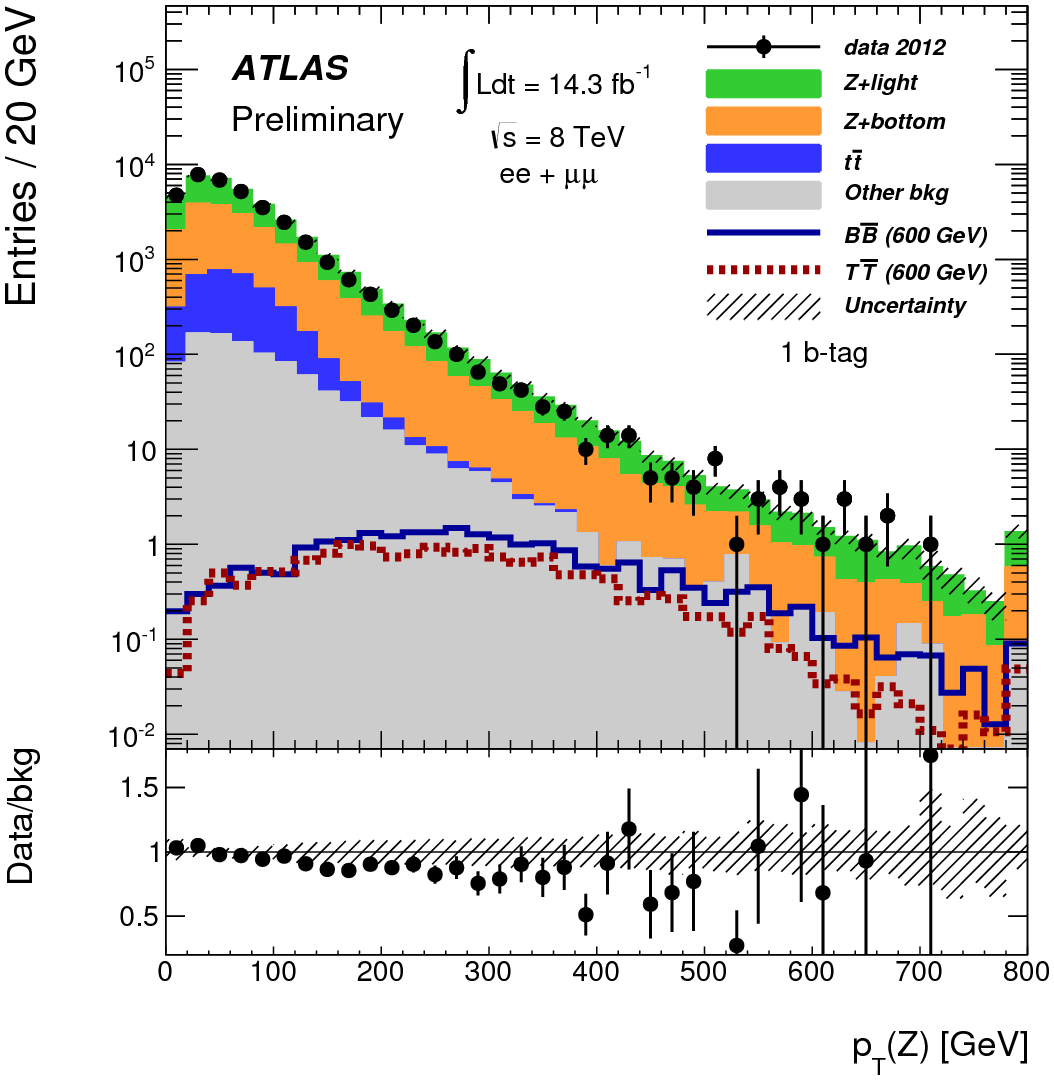 Entries / 20 GeV
10⁵
10⁴
10³
10²
10
1
10⁻¹
10⁻²
ATLAS
Preliminary
∫Ldt = 14.3 fb⁻¹
√s = 8 TeV
ee + μμ
data 2012
Z+light
Z+bottom
tt̄
Other bkg
BB̄ (600 GeV)
TT̄ (600 GeV)
Uncertainty
1 b-tag
Data/bkg
1.5
1
0.5
0 100 200 300 400 500 600 700 800
p_T(Z) [GeV]